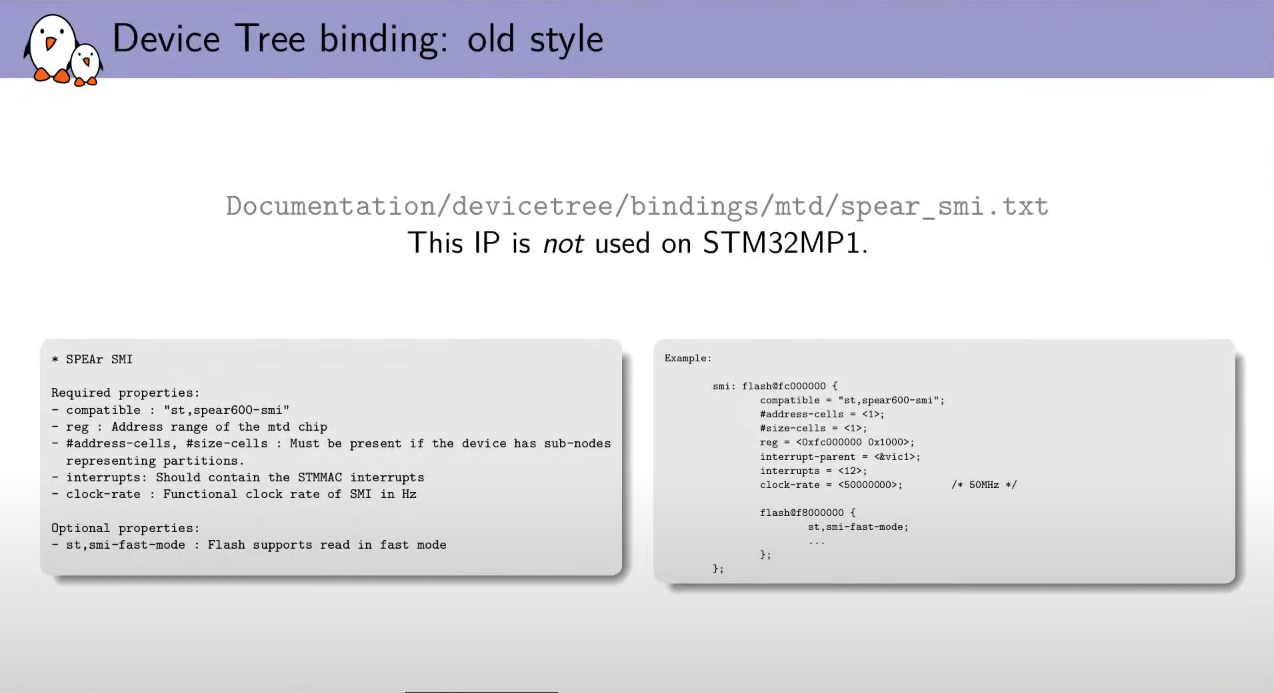 Device Tree binding: old style
Documentation/devicetree/bindings/mtd/spear_smi.txt
This IP is not used on STM32MP1.
* SPEAr SMI
Required properties:
- compatible : "st,spear600-smi"
- reg : Address range of the mtd chip
- #address-cells, #size-cells : Must be present if the device has sub-nodes
representing partitions.
- interrupts: Should contain the STMMAC interrupts
- clock-rate : Functional clock rate of SMI in Hz
Optional properties:
- st,smi-fast-mode : Flash supports read in fast mode
Example:
smi: flash@fc000000 {
compatible = "st,spear600-smi";
#address-cells = <1>;
#size-cells = <1>;
reg = <0xfc000000 0x1000>;
interrupt-parent = <&vic1>;
interrupts = <12>;
clock-rate = <50000000>; /* 50MHz */
flash@f8000000 {
st,smi-fast-mode;
...
};
};